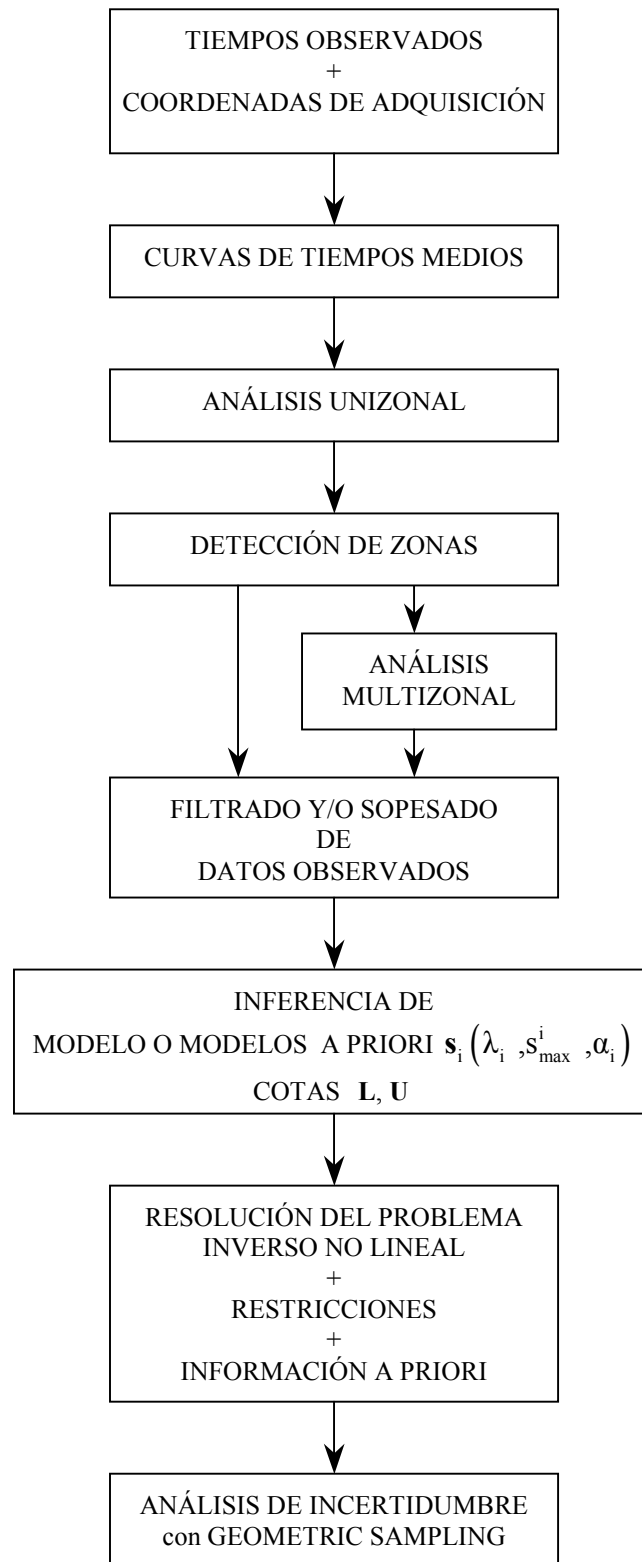 TIEMPOS OBSERVADOS
+
COORDENADAS DE ADQUISICIÓN
CURVAS DE TIEMPOS MEDIOS
ANÁLISIS UNIZONAL
DETECCIÓN DE ZONAS
ANÁLISIS
MULTIZONAL
FILTRADO Y/O SOPESADO
DE
DATOS OBSERVADOS
INFERENCIA DE
MODELO O MODELOS A PRIORI s_i (λ_i ,s^i_max ,α_i)
COTAS L, U
RESOLUCIÓN DEL PROBLEMA
INVERSO NO LINEAL
+
RESTRICCIONES
+
INFORMACIÓN A PRIORI
ANÁLISIS DE INCERTIDUMBRE
con GEOMETRIC SAMPLING